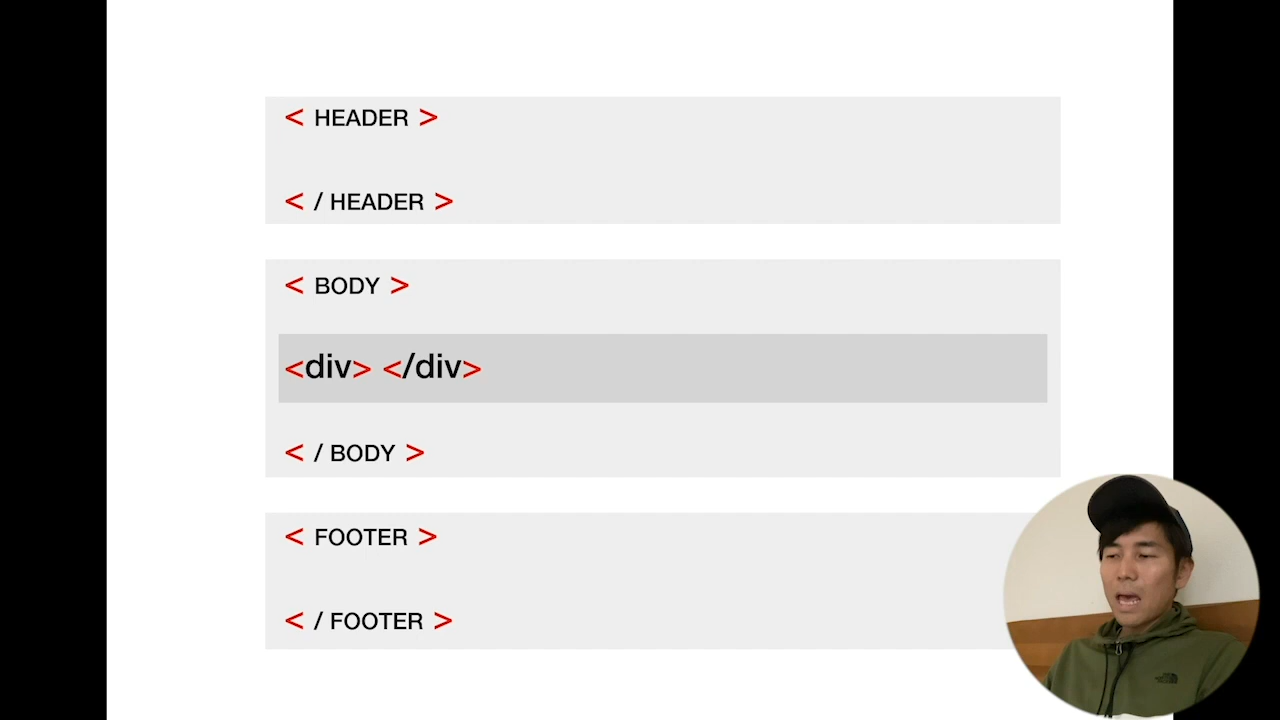 < HEADER >
< / HEADER >
< BODY >
<div> </div>
< / BODY >
< FOOTER >
< / FOOTER >